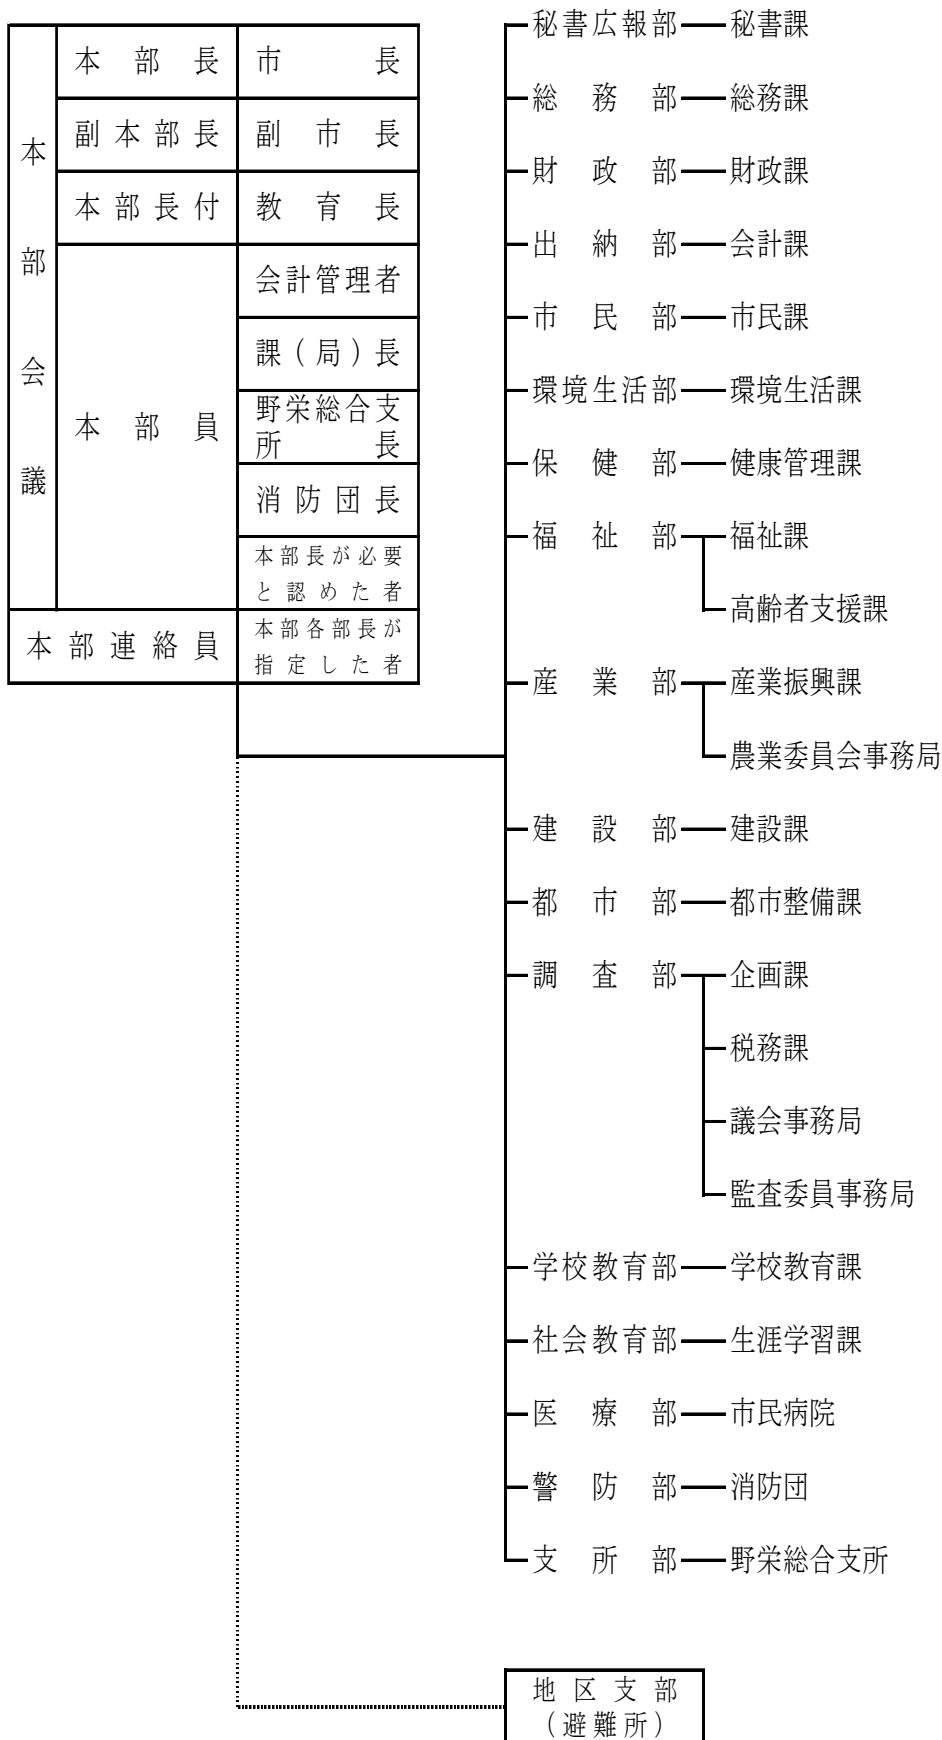 本部会議
本部長 市長
副本部長 副市長
本部長付 教育長
本部員
会計管理者
課(局)長
野栄総合支
所長
消防団長
本部長が必要
と認めた者
本部連絡員
本部各部長が
指定した者
秘書広報部 秘書課
総務部 総務課
財政部 財政課
出納部 会計課
市民部 市民課
環境生活部 環境生活課
保健部 健康管理課
福祉部 福祉課
高齢者支援課
産業部 産業振興課
農業委員会事務局
建設部 建設課
都市部 都市整備課
調査部 企画課
税務課
議会事務局
監査委員事務局
学校教育部 学校教育課
社会教育部 生涯学習課
医療部 市民病院
警防部 消防団
支所部 野栄総合支所
地区支部
(避難所)